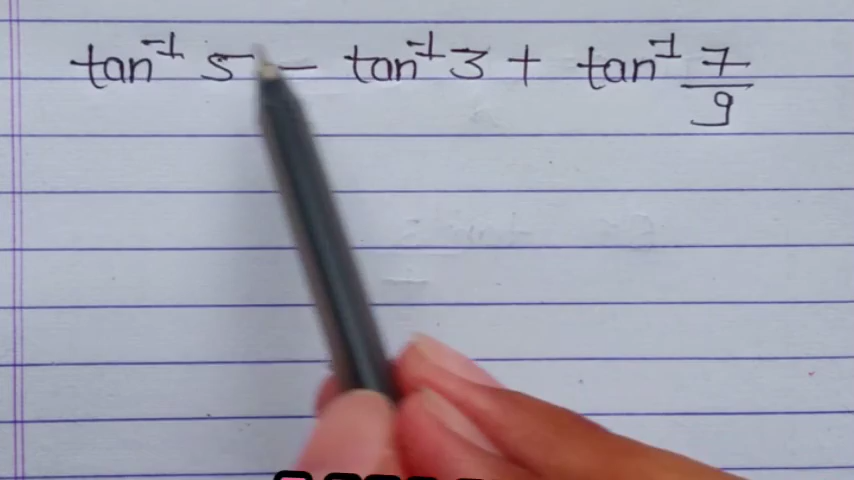 tan⁻¹ 5 – tan⁻¹ 3 + tan⁻¹ 7/9